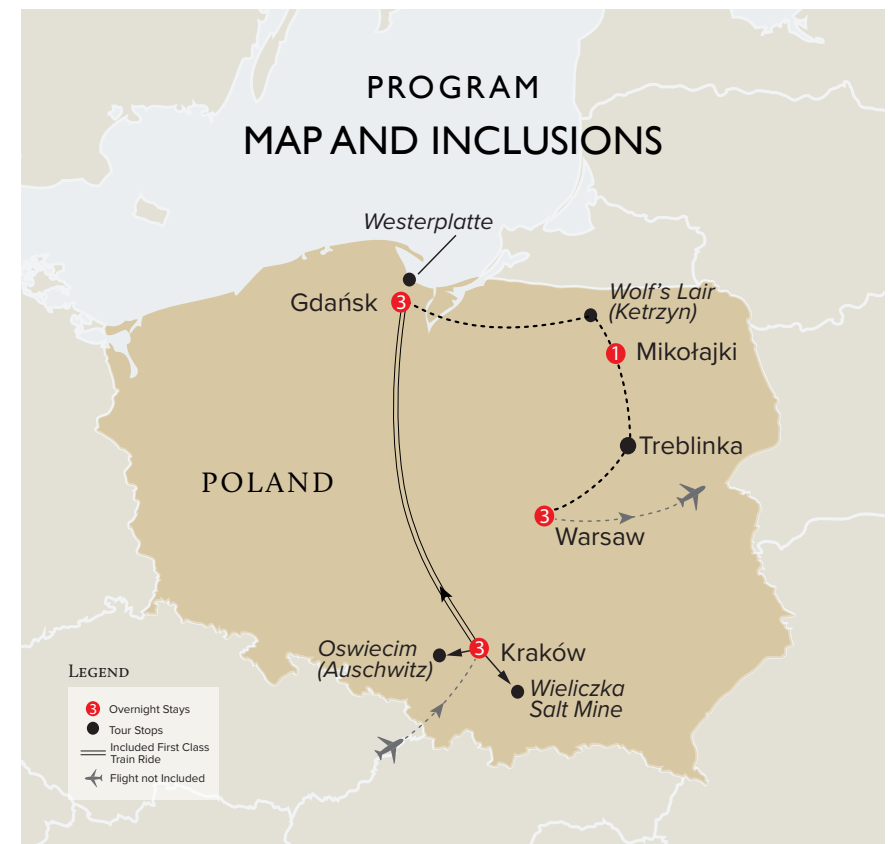 PROGRAM
MAP AND INCLUSIONS
Westerplatte
Gdańsk
3
Wolf's Lair
(Ketrzyn)
1
Mikołajki
Treblinka
POLAND
3
Warsaw
Oswiecim
(Auschwitz)
3
Kraków
Wieliczka
Salt Mine
LEGEND
3 Overnight Stays
Tour Stops
Included First Class
Train Ride
Flight not Included